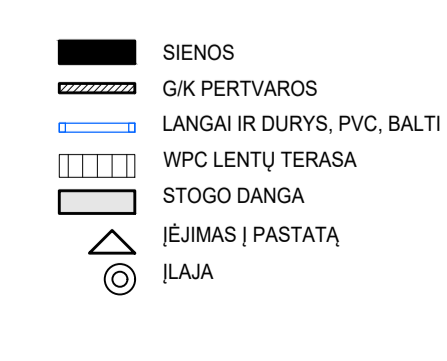 SIENOS
G/K PERTVAROS
LANGAI IR DURYS, PVC, BALTI
WPC LENTŲ TERASA
STOGO DANGA
ĮĖJIMAS Į PASTATĄ
ĮLAJA